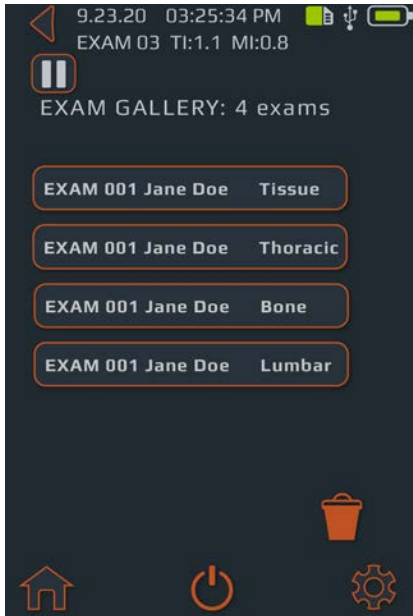 9.23.20 03:25:34 PM
EXAM 03 TI:1.1 MI:0.8
EXAM GALLERY: 4 exams
EXAM 001 Jane Doe Tissue
EXAM 001 Jane Doe Thoracic
EXAM 001 Jane Doe Bone
EXAM 001 Jane Doe Lumbar